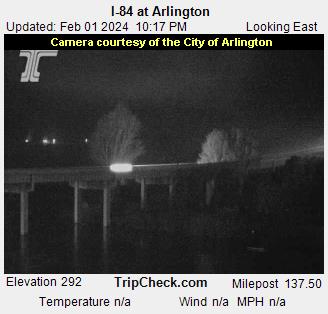 I-84 at Arlington
Updated: Feb 01 2024 10:17 PM Looking East
Camera courtesy of the City of Arlington
Elevation 292 TripCheck.com Milepost 137.50
Temperature n/a Wind n/a MPH n/a